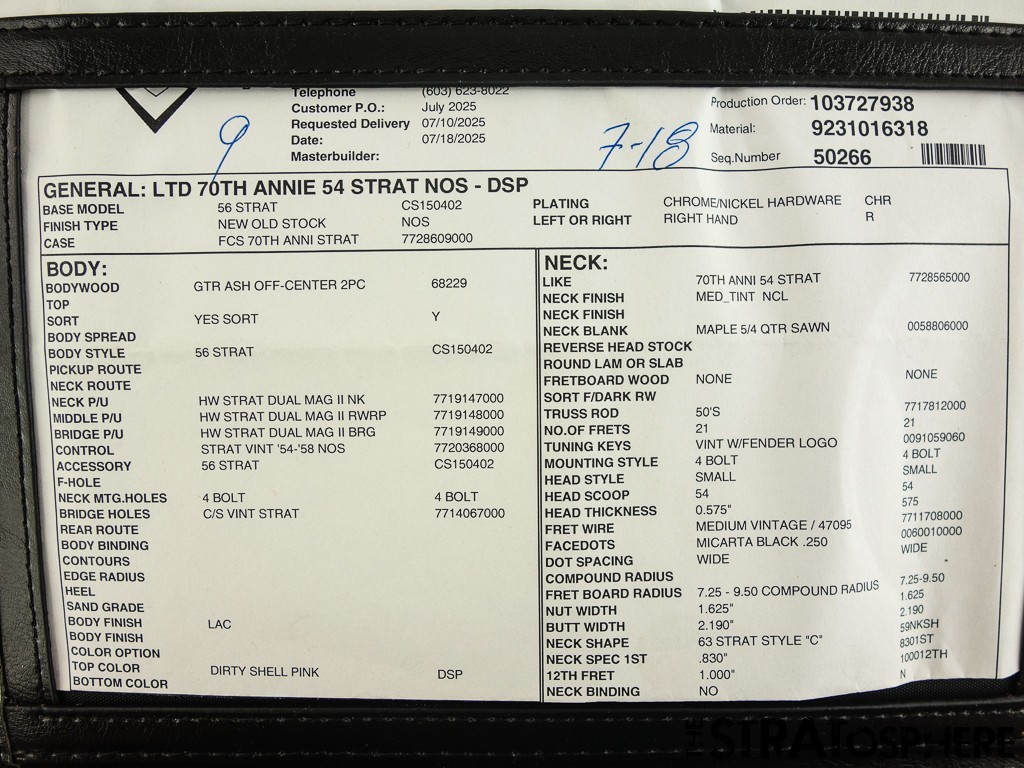 Telephone (603) 623-8022
Customer P.O.: July 2025
Requested Delivery 07/10/2025
Date: 07/18/2025
Masterbuilder:
9
7-18
Production Order: 103727938
Material: 9231016318
Seq.Number 50266
GENERAL: LTD 70TH ANNIE 54 STRAT NOS - DSP
BASE MODEL 56 STRAT CS150402 PLATING CHROME/NICKEL HARDWARE CHR
FINISH TYPE NEW OLD STOCK NOS LEFT OR RIGHT RIGHT HAND R
CASE FCS 70TH ANNI STRAT 7728609000
BODY:
BODYWOOD GTR ASH OFF-CENTER 2PC 68229
TOP
SORT YES SORT Y
BODY SPREAD
BODY STYLE 56 STRAT CS150402
PICKUP ROUTE
NECK ROUTE
NECK P/U HW STRAT DUAL MAG II NK 7719147000
MIDDLE P/U HW STRAT DUAL MAG II RWRP 7719148000
BRIDGE P/U HW STRAT DUAL MAG II BRG 7719149000
CONTROL STRAT VINT '54-'58 NOS 7720368000
ACCESSORY 56 STRAT CS150402
F-HOLE
NECK MTG.HOLES 4 BOLT 4 BOLT
BRIDGE HOLES C/S VINT STRAT 7714067000
REAR ROUTE
BODY BINDING
CONTOURS
EDGE RADIUS
HEEL
SAND GRADE
BODY FINISH LAC
BODY FINISH
COLOR OPTION
TOP COLOR DIRTY SHELL PINK DSP
BOTTOM COLOR
NECK:
LIKE 70TH ANNI 54 STRAT 7728565000
NECK FINISH MED_TINT NCL
NECK FINISH
NECK BLANK MAPLE 5/4 QTR SAWN 0058806000
REVERSE HEAD STOCK
ROUND LAM OR SLAB
FRETBOARD WOOD NONE NONE
SORT F/DARK RW
TRUSS ROD 50'S 7717812000
NO.OF FRETS 21 21
TUNING KEYS VINT W/FENDER LOGO 0091059060
MOUNTING STYLE 4 BOLT 4 BOLT
HEAD STYLE SMALL SMALL
HEAD SCOOP 54 54
HEAD THICKNESS 0.575" 575
FRET WIRE MEDIUM VINTAGE / 47095 7711708000
FACEDOTS MICARTA BLACK .250 0060010000
DOT SPACING WIDE WIDE
COMPOUND RADIUS
FRET BOARD RADIUS 7.25 - 9.50 COMPOUND RADIUS 7.25-9.50
NUT WIDTH 1.625" 1.625
BUTT WIDTH 2.190" 2.190
NECK SHAPE 63 STRAT STYLE "C" 59NKSH
NECK SPEC 1ST .830" 8301ST
12TH FRET 1.000" 100012TH
NECK BINDING NO N
THE STRATOSPHERE